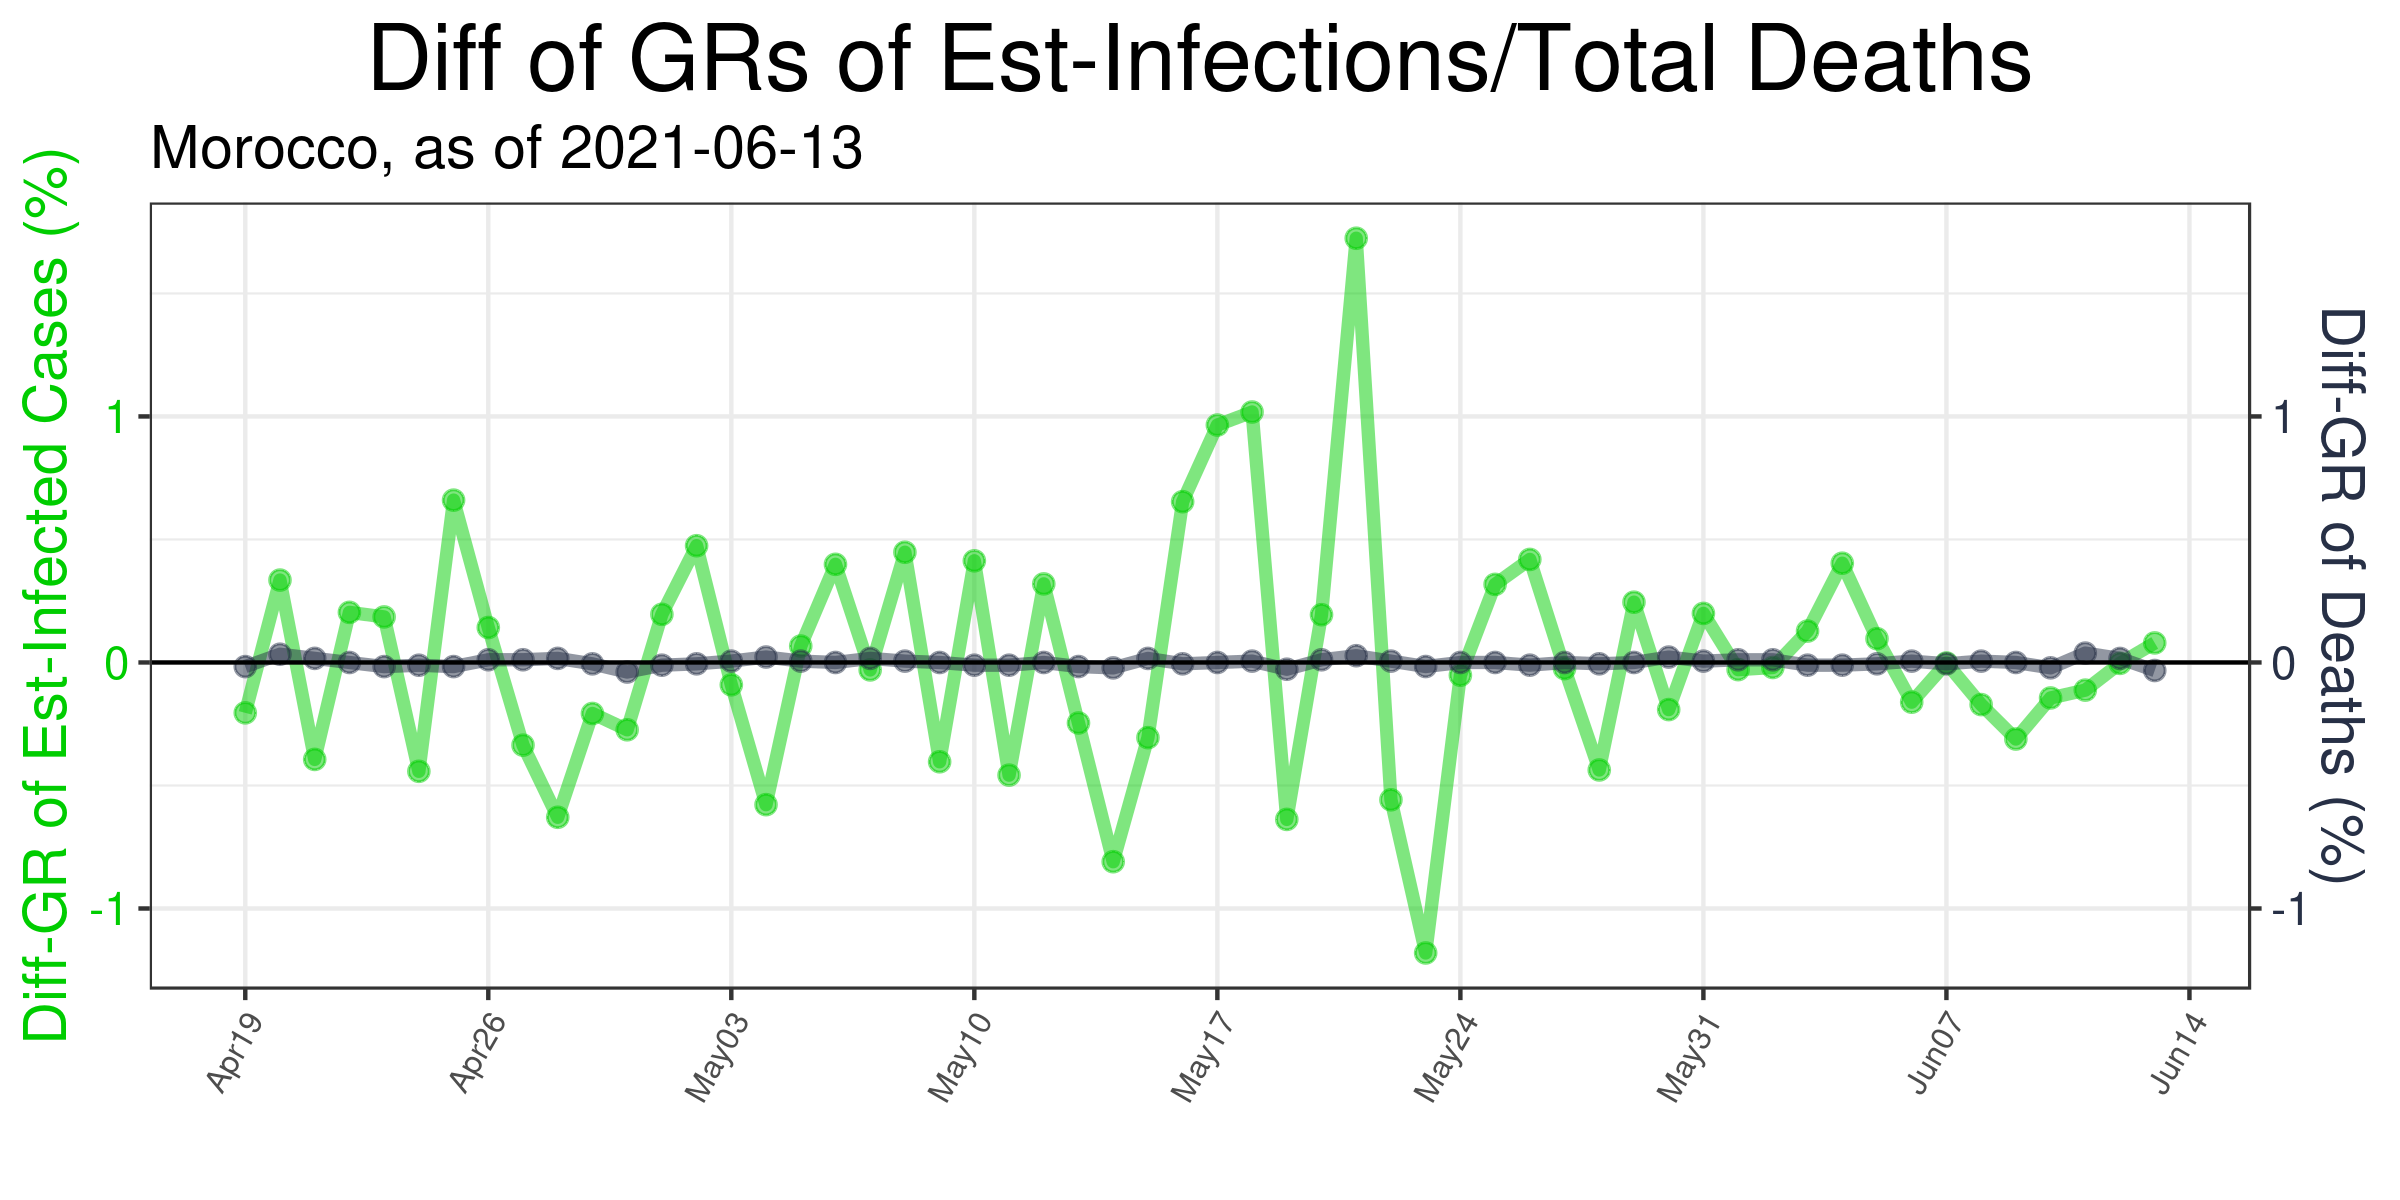 Diff of GRs of Est-Infections/Total Deaths
Morocco, as of 2021-06-13
Diff-GR of Est-Infected Cases (%)
1
0
-1
Diff-GR of Deaths (%)
1
0
-1
Apr19
Apr26
May03
May10
May17
May24
May31
Jun07
Jun14